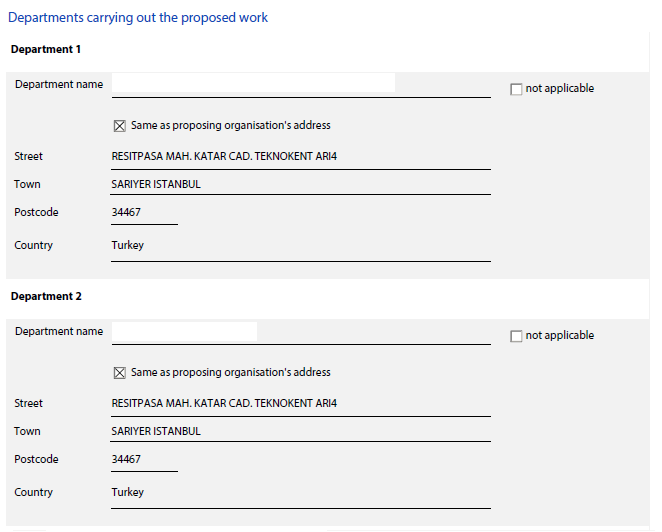 Departments carrying out the proposed work
Department 1
Department name
not applicable
Same as proposing organisation's address
Street RESITPASA MAH. KATAR CAD. TEKNOKENT ARI4
Town SARIYER ISTANBUL
Postcode 34467
Country Turkey
Department 2
Department name
not applicable
Same as proposing organisation's address
Street RESITPASA MAH. KATAR CAD. TEKNOKENT ARI4
Town SARIYER ISTANBUL
Postcode 34467
Country Turkey